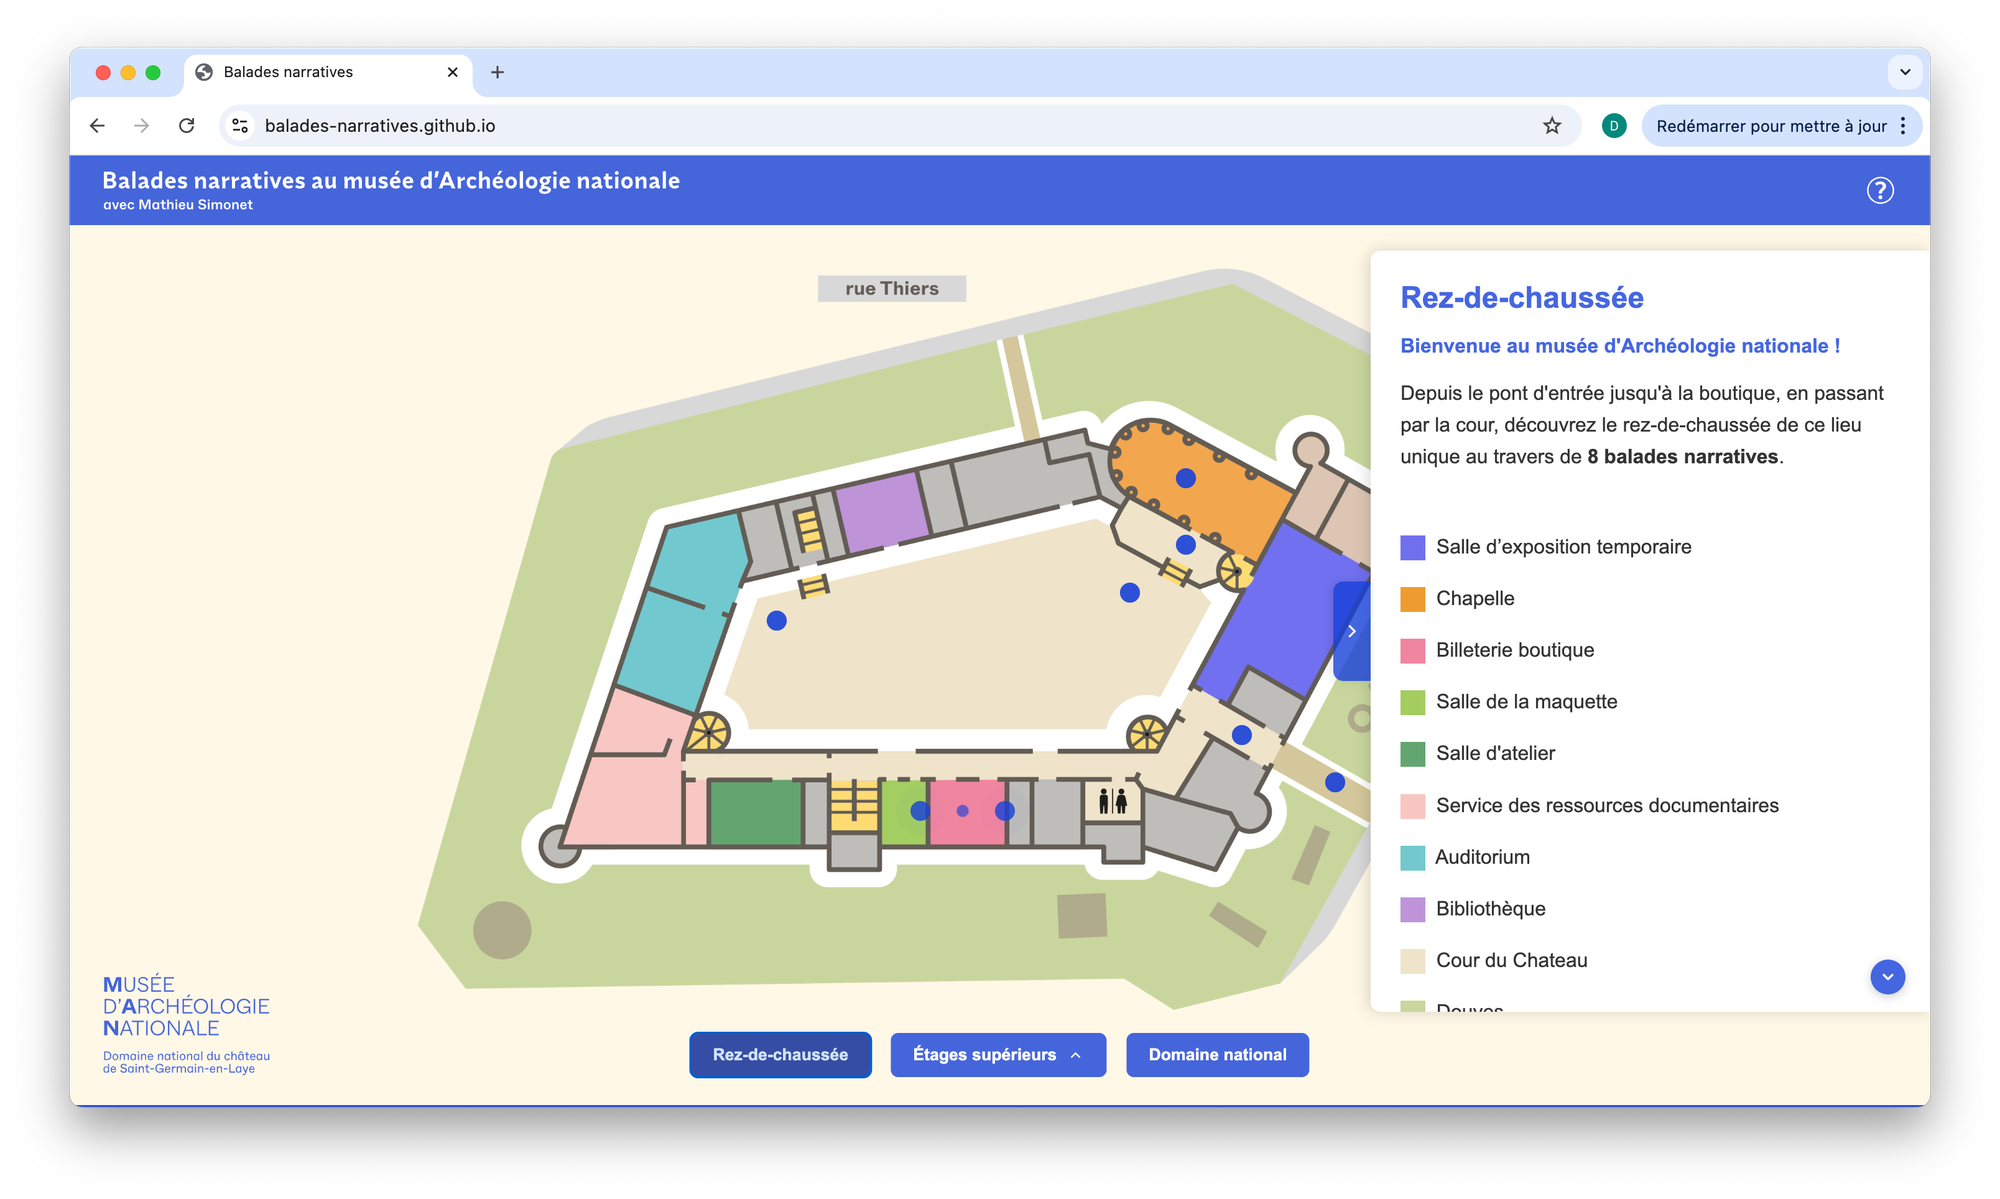 Balades narratives
balades-narratives.github.io
D
Redémarrer pour mettre à jour
Balades narratives au musée d'Archéologie nationale
avec Mathieu Simonet
?
rue Thiers
Rez-de-chaussée
Bienvenue au musée d'Archéologie nationale !
Depuis le pont d'entrée jusqu'à la boutique, en passant
par la cour, découvrez le rez-de-chaussée de ce lieu
unique au travers de 8 balades narratives.
Salle d’exposition temporaire
Chapelle
Billeterie boutique
Salle de la maquette
Salle d'atelier
Service des ressources documentaires
Auditorium
Bibliothèque
Cour du Chateau
Douves
MUSÉE
D'ARCHÉOLOGIE
NATIONALE
Domaine national du château
de Saint-Germain-en-Laye
Rez-de-chaussée
Étages supérieurs
Domaine national